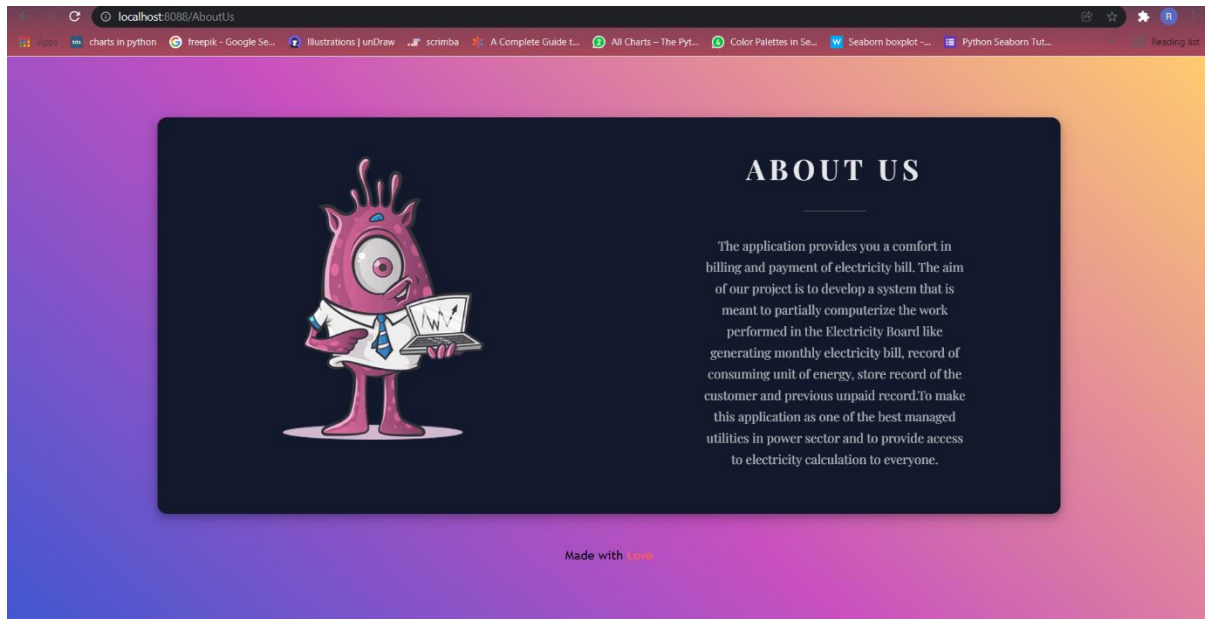 localhost:8088/AboutUs
R
Apps tds charts in python G freepik - Google Se... Illustrations | unDraw scrimba A Complete Guide t... 2 All Charts – The Pyt... 4 Color Palettes in Se... W Seaborn boxplot -... Python Seaborn Tut... Reading list
ABOUT US
The application provides you a comfort in
billing and payment of electricity bill. The aim
of our project is to develop a system that is
meant to partially computerize the work
performed in the Electricity Board like
generating monthly electricity bill, record of
consuming unit of energy, store record of the
customer and previous unpaid record.To make
this application as one of the best managed
utilities in power sector and to provide access
to electricity calculation to everyone.
Made with Love